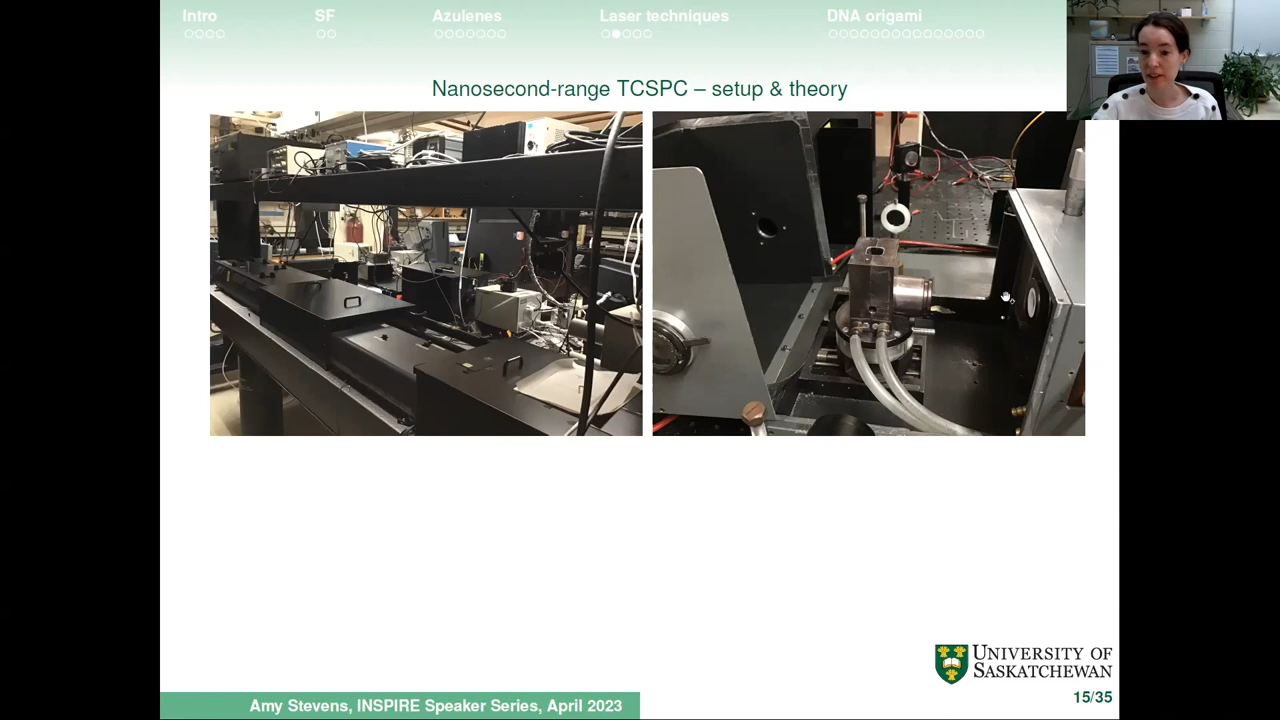 Intro SF Azulenes Laser techniques DNA origami
Nanosecond-range TCSPC – setup & theory
UNIVERSITY OF
SASKATCHEWAN
15/35
Amy Stevens, INSPIRE Speaker Series, April 2023